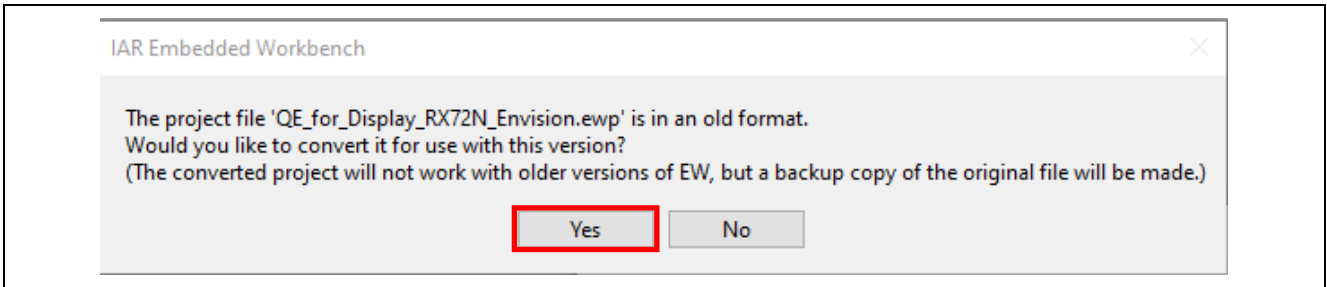 IAR Embedded Workbench
The project file 'QE_for_Display_RX72N_Envision.ewp' is in an old format.
Would you like to convert it for use with this version?
(The converted project will not work with older versions of EW, but a backup copy of the original file will be made.)
Yes No